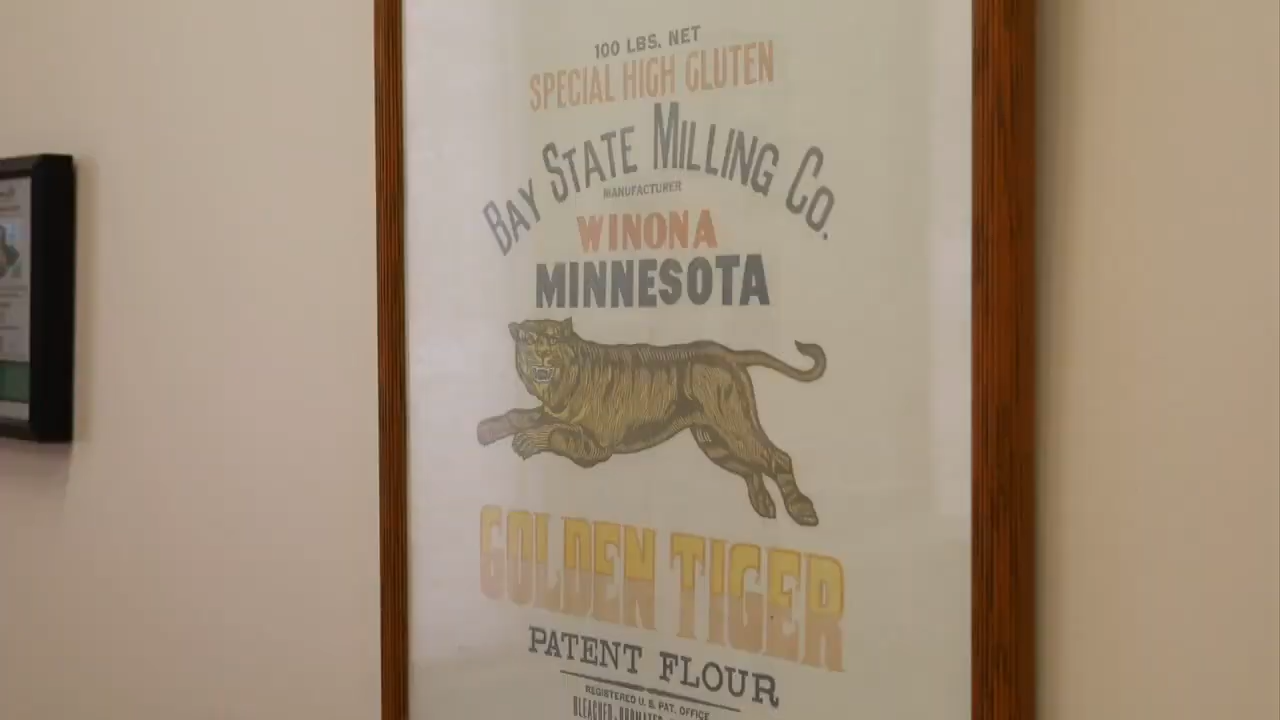 100 LBS. NET
SPECIAL HIGH GLUTEN
BAY STATE MILLING CO.
MANUFACTURER
WINONA
MINNESOTA
GOLDEN TIGER
PATENT FLOUR
REGISTERED U. S. PAT. OFFICE